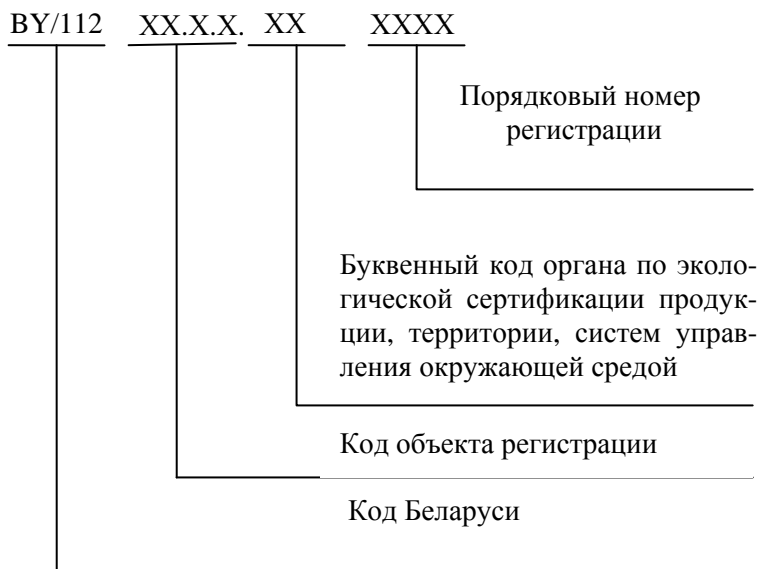 BY/112 XX.X.X. XX XXXX
Порядковый номер
регистрации
Буквенный код органа по эколо-
гической сертификации продук-
ции, территории, систем управ-
ления окружающей средой
Код объекта регистрации
Код Беларуси